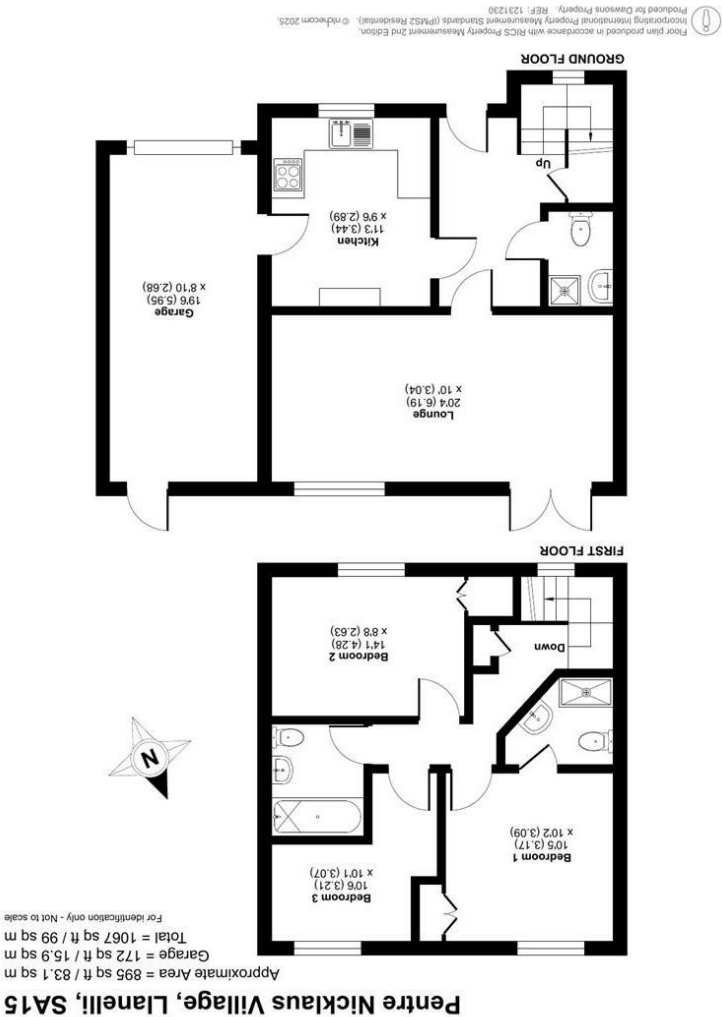 Pentre Nicklaus Village, Llanelli, SA15
Approximate Area = 895 sq ft / 83.1 sq m
Garage = 172 sq ft / 15.9 sq m
Total = 1067 sq ft / 99 sq m
For identification only - Not to scale
Bedroom 3
10'6 (3.21)
x 10'1 (3.07)
Bedroom 1
10'5 (3.17)
x 10'2 (3.09)
N
Down
Bedroom 2
14'1 (4.28)
x 8'8 (2.63)
FIRST FLOOR
Lounge
20'4 (6.19)
x 10' (3.04)
Garage
19'6 (5.95)
x 8'10 (2.68)
Kitchen
11'3 (3.44)
x 9'6 (2.89)
Up
GROUND FLOOR
Floor plan produced in accordance with RICS Property Measurement 2nd Edition,
Incorporating International Property Measurement Standards (IPMS2 Residential). © nichecom 2025.
Produced for Dawsons Property. REF: 1231230